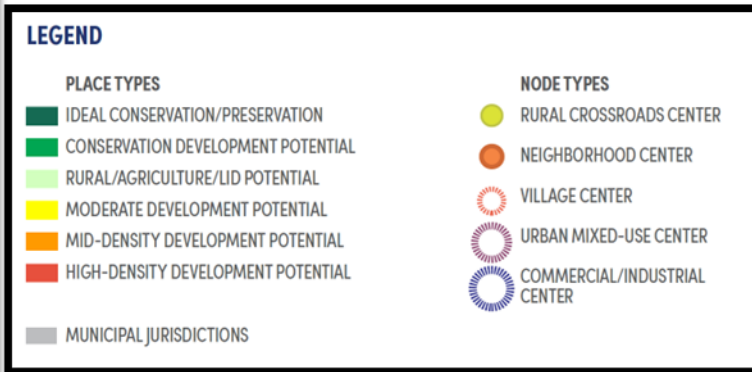 LEGEND
PLACE TYPES
IDEAL CONSERVATION/PRESERVATION
CONSERVATION DEVELOPMENT POTENTIAL
RURAL/AGRICULTURE/LID POTENTIAL
MODERATE DEVELOPMENT POTENTIAL
MID-DENSITY DEVELOPMENT POTENTIAL
HIGH-DENSITY DEVELOPMENT POTENTIAL
MUNICIPAL JURISDICTIONS
NODE TYPES
RURAL CROSSROADS CENTER
NEIGHBORHOOD CENTER
VILLAGE CENTER
URBAN MIXED-USE CENTER
COMMERCIAL/INDUSTRIAL
CENTER